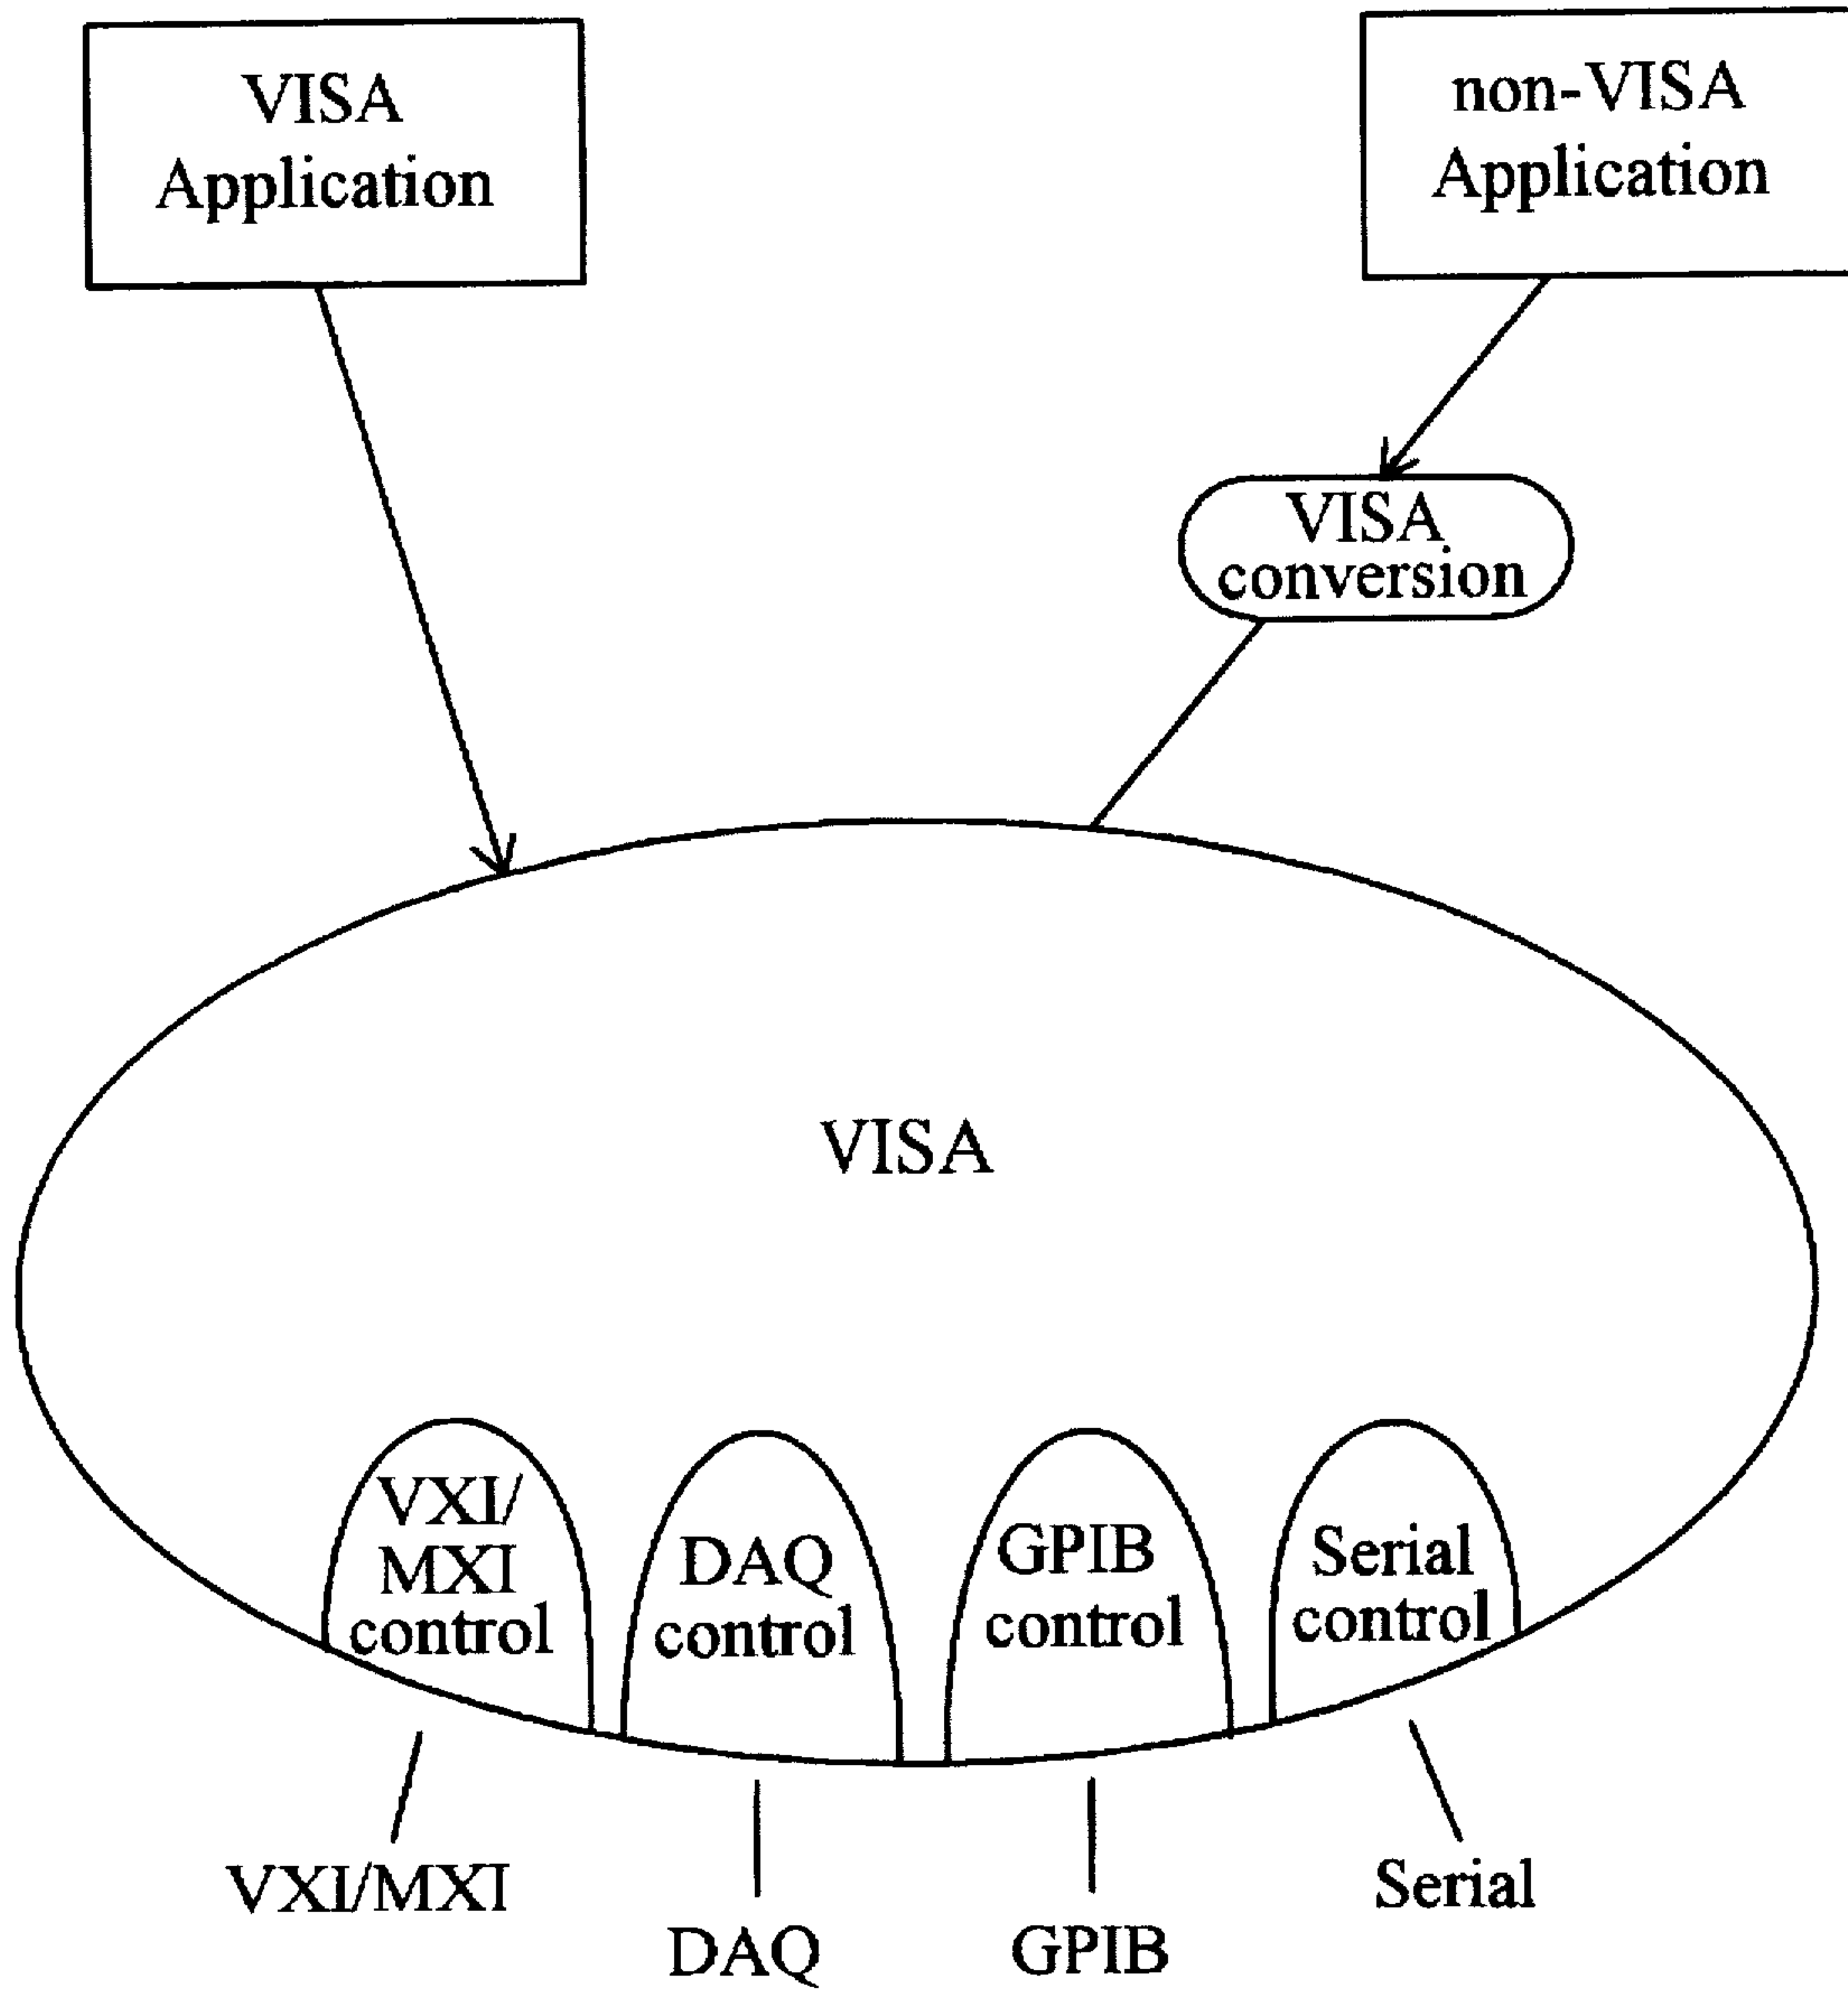 VISA
Application
non-VISA
Application
VISA
conversion
VISA
VXI/
MXI
control
DAQ
control
GPIB
control
Serial
control
VXI/MXI
DAQ
GPIB
Serial